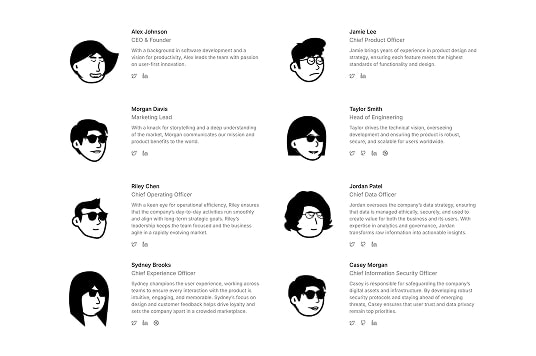 Alex Johnson
CEO & Founder
With a background in software development and a
vision for productivity, Alex leads the team with passion
on user-first innovation.
Jamie Lee
Chief Product Officer
Jamie brings years of experience in product design and
strategy, ensuring each feature meets the highest
standards of functionality and design.
Morgan Davis
Marketing Lead
With a knack for storytelling and a deep understanding
of the market, Morgan communicates our mission and
product benefits to the world.
Taylor Smith
Head of Engineering
Taylor drives the technical vision, overseeing
development and ensuring the product is robust,
secure, and scalable for users worldwide.
Riley Chen
Chief Operating Officer
With a keen eye for operational efficiency, Riley ensures
that the company's day-to-day activities run smoothly
and align with long-term strategic goals. Riley's
leadership keeps the team focused and the business
agile in a rapidly evolving market.
Jordan Patel
Chief Data Officer
Jordan oversees the company's data strategy, ensuring
that data is managed ethically, securely, and used to
create value for both the business and its users. With
expertise in analytics and governance, Jordan
transforms raw information into actionable insights.
Sydney Brooks
Chief Experience Officer
Sydney champions the user experience, working across
teams to ensure every interaction with the product is
intuitive, engaging, and memorable. Sydney's focus on
design and customer feedback helps drive loyalty and
sets the company apart in a crowded marketplace.
Casey Morgan
Chief Information Security Officer
Casey is responsible for safeguarding the company's
digital assets and infrastructure. By developing robust
security protocols and staying ahead of emerging
threats, Casey ensures that user trust and data privacy
remain top priorities.